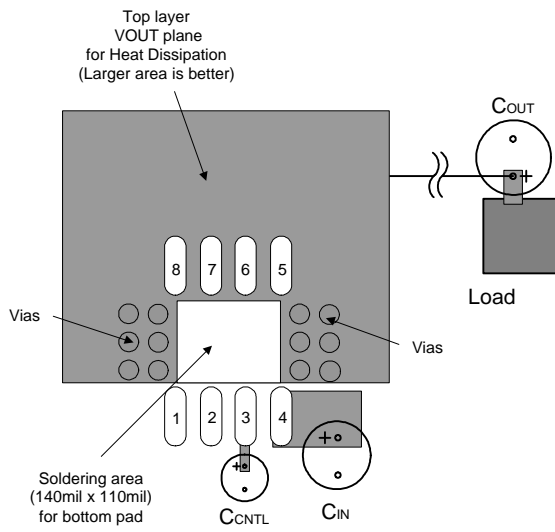 Top layer
VOUT plane
for Heat Dissipation
(Larger area is better)
COUT
+
8 7 6 5
Load
Vias
Vias
1 2 3 4
+
+
Soldering area
(140mil x 110mil)
for bottom pad
CCNTL
CIN